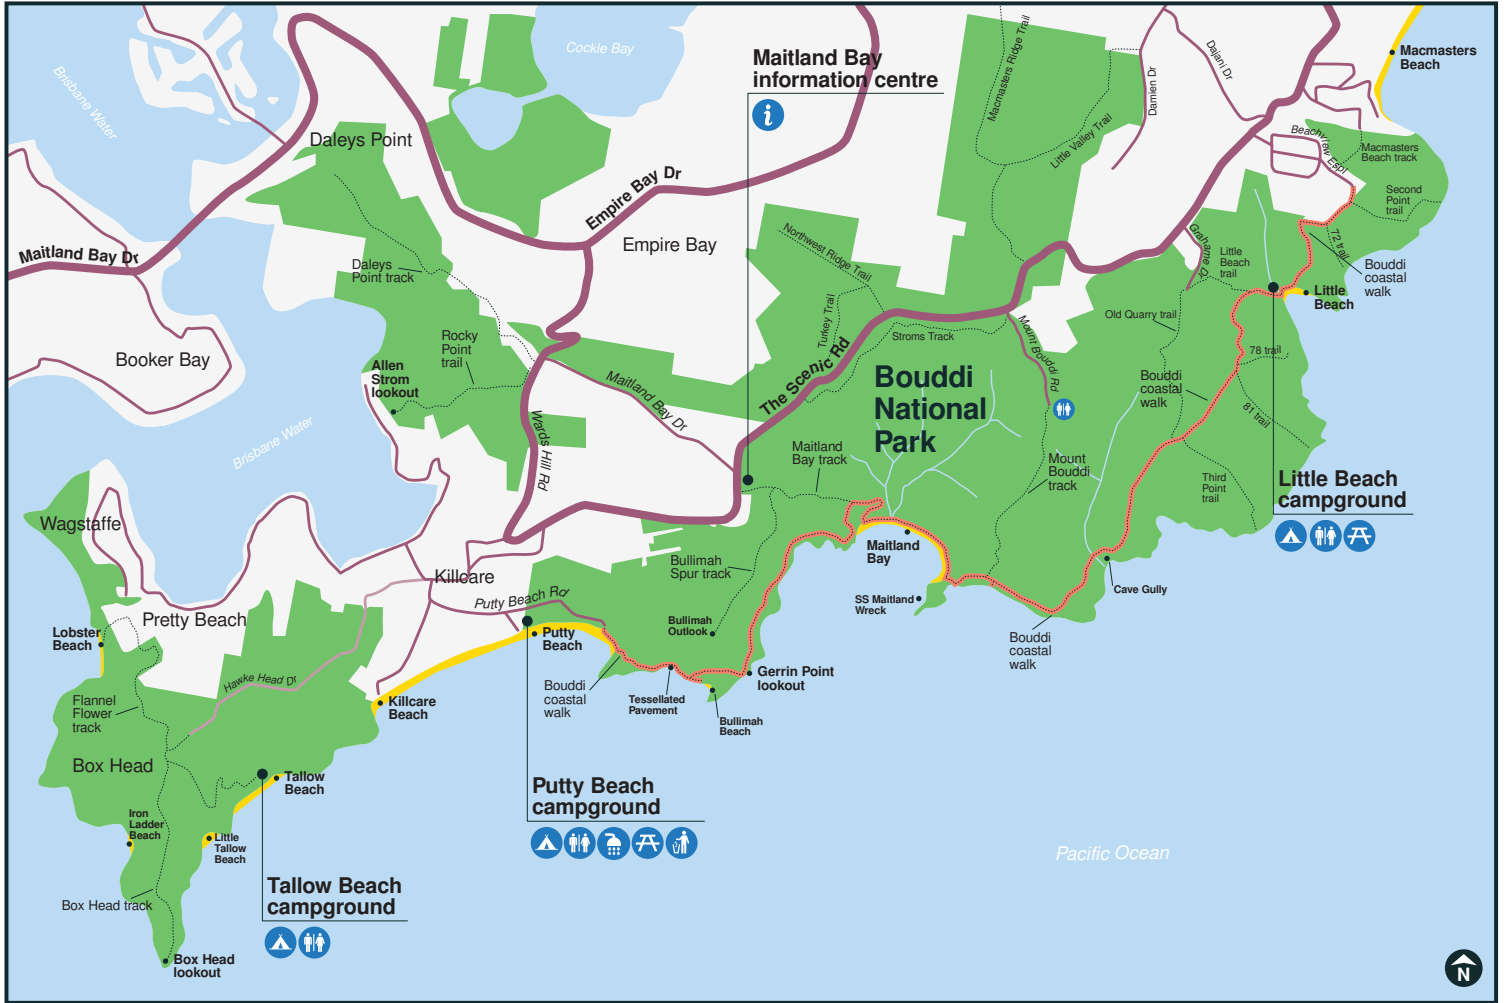 Cockle Bay
Brisbane
Water
Maitland Bay
information centre
i
Macmasters Ridge Trail
Dajani Dr
Damien Dr
Little Valley Trail
Macmasters
Beach
Daleys Point
Beachview Espl
Macmasters
Beach track
Second
Point
trail
Empire Bay Dr
Empire Bay
Northwest Ridge Trail
Grahame Dr
Little
Beach
trail
72 trail
Bouddi
coastal
walk
Little
Beach
Maitland Bay Dr
Daleys
Point track
Turkey Trail
Stroms Track
Mount Bouddi Rd
Old Quarry trail
78 trail
Rocky
Point
trail
Booker Bay
Allen
Strom
lookout
Maitland Bay Dr
The Scenic Rd
Bouddi
National
Park
Bouddi
coastal
walk
81 trail
Brisbane Water
Wards Hill Rd
Maitland
Bay track
Mount
Bouddi
track
Third
Point
trail
Little Beach
campground
Wagstaffe
Maitland
Bay
Bullimah
Spur track
Killcare
Putty Beach Rd
SS Maitland
Wreck
Cave Gully
Pretty Beach
Lobster
Beach
Putty
Beach
Bullimah
Outlook
Bouddi
coastal
walk
Hawke Head Dr
Flannel
Flower
track
Killcare
Beach
Bouddi
coastal
walk
Tessellated
Pavement
Gerrin Point
lookout
Bullimah
Beach
Box Head
Tallow
Beach
Putty Beach
campground
Iron
Ladder
Beach
Little
Tallow
Beach
Pacific Ocean
Tallow Beach
campground
Box Head track
Box Head
lookout
N